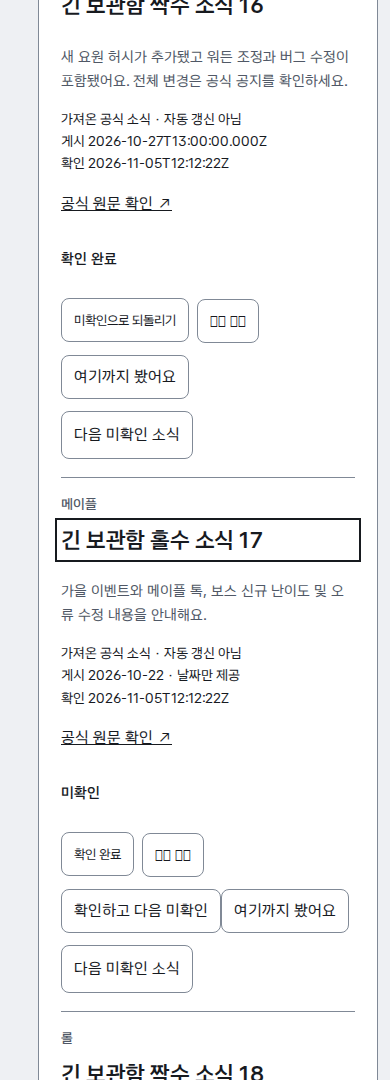 긴 보관함 짝수 소식 16
새 요원 허시가 추가됐고 워든 조정과 버그 수정이
포함됐어요. 전체 변경은 공식 공지를 확인하세요.
가져온 공식 소식 · 자동 갱신 아님
게시 2026-10-27T13:00:00.000Z
확인 2026-11-05T12:12:22Z
공식 원문 확인 ↗
확인 완료
미확인으로 되돌리기
여기까지 봤어요
다음 미확인 소식
메이플
긴 보관함 홀수 소식 17
가을 이벤트와 메이플 톡, 보스 신규 난이도 및 오
류 수정 내용을 안내해요.
가져온 공식 소식 · 자동 갱신 아님
게시 2026-10-22 · 날짜만 제공
확인 2026-11-05T12:12:22Z
공식 원문 확인 ↗
미확인
확인 완료
확인하고 다음 미확인 여기까지 봤어요
다음 미확인 소식
롤
긴 보관함 짝수 소식 18